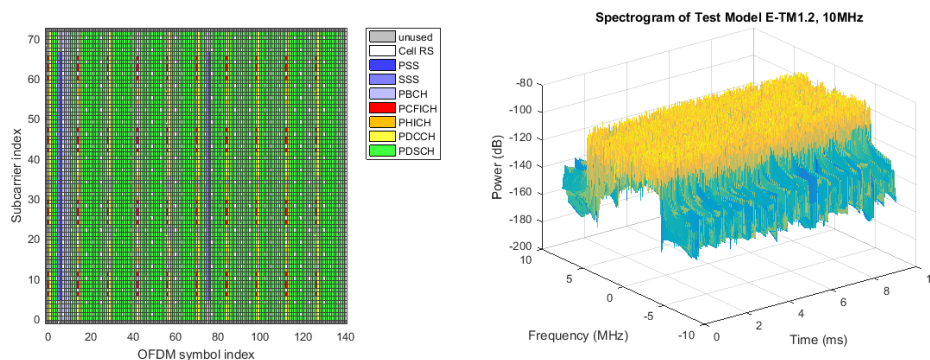 70
60
50
40
30
20
10
0
Subcarrier index
0 20 40 60 80 100 120 140
OFDM symbol index
unused
Cell RS
PSS
SSS
PBCH
PCFICH
PHICH
PDCCH
PDSCH
Spectrogram of Test Model E-TM1.2, 10MHz
-80
-100
-120
-140
-160
-180
-200
Power (dB)
10
5
0
-5
-10
Frequency (MHz)
0
2
4
6
8
1
Time (ms)